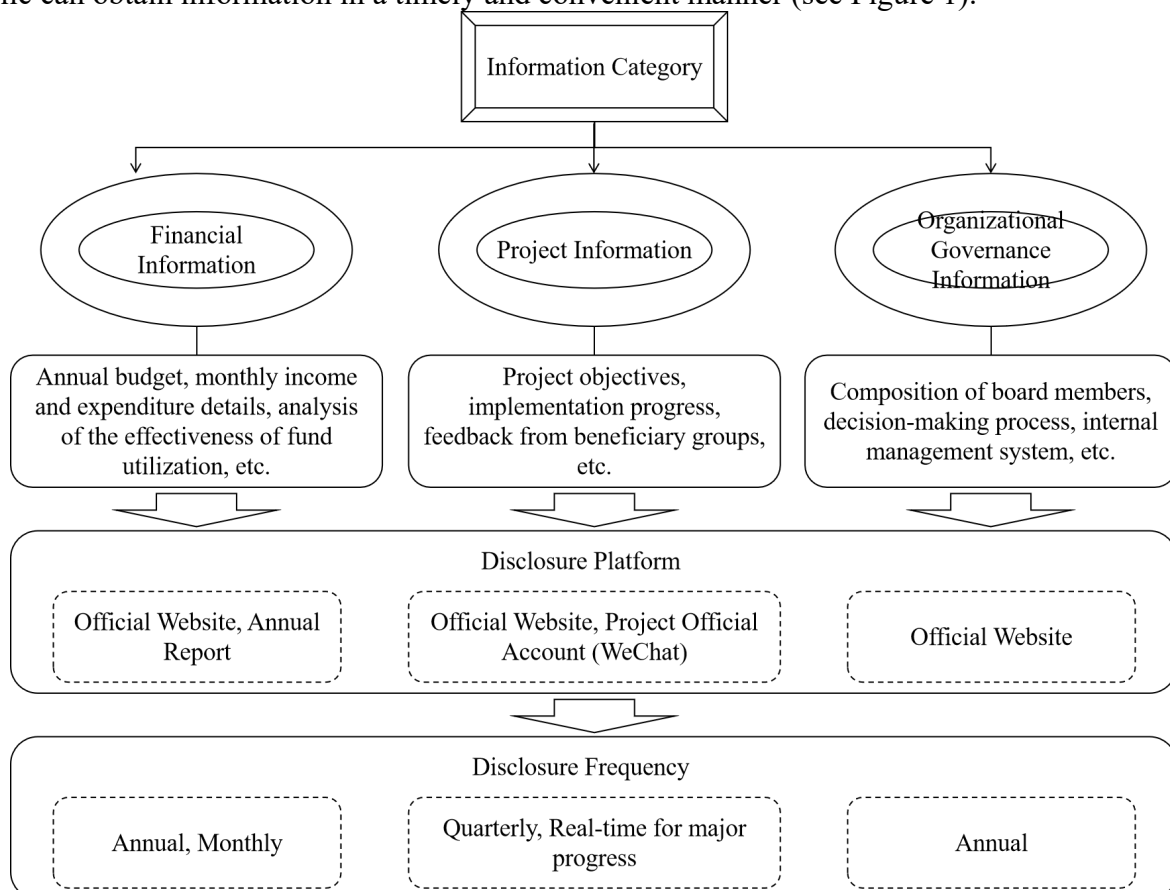 can obtain information in a timely and convenient manner (see Figure 1).
Information Category
Financial
Information
Project Information
Organizational
Governance
Information
Annual budget, monthly income
and expenditure details, analysis
of the effectiveness of fund
utilization, etc.
Project objectives,
implementation progress,
feedback from beneficiary groups,
etc.
Composition of board members,
decision-making process, internal
management system, etc.
Disclosure Platform
Official Website, Annual
Report
Official Website, Project Official
Account (WeChat)
Official Website
Disclosure Frequency
Annual, Monthly
Quarterly, Real-time for major
progress
Annual